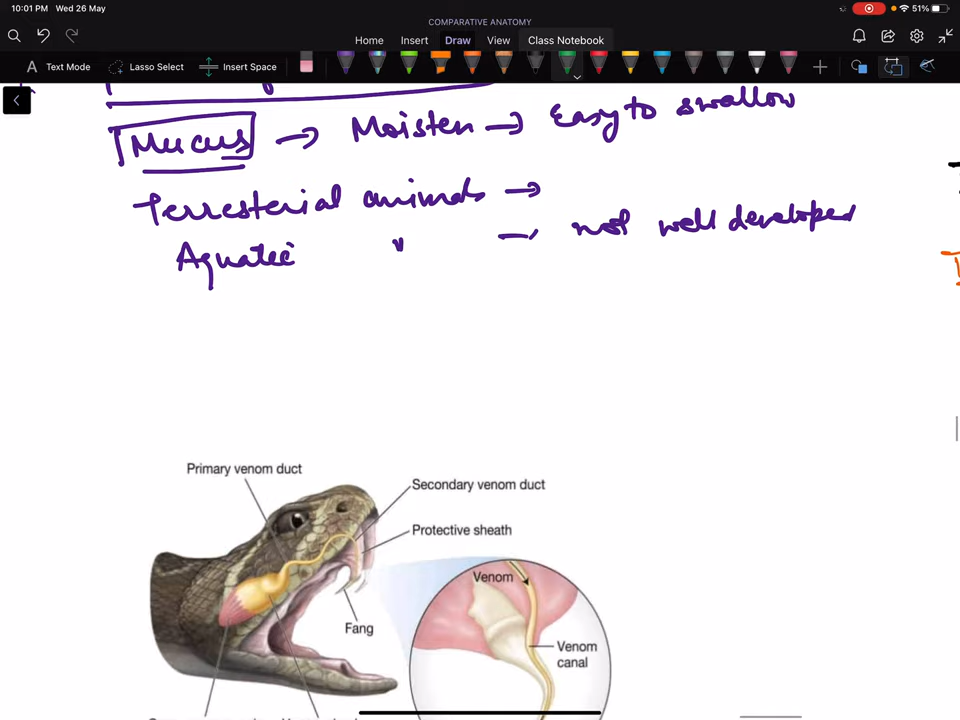 10:01 PM Wed 26 May
51%
COMPARATIVE ANATOMY
Home Insert Draw View Class Notebook
A Text Mode Lasso Select Insert Space
Mucus → Moisten → Easy to swallow
Terresterial animals →
Aquatic " → not well developed
Primary venom duct
Secondary venom duct
Protective sheath
Venom
Fang
Venom
canal